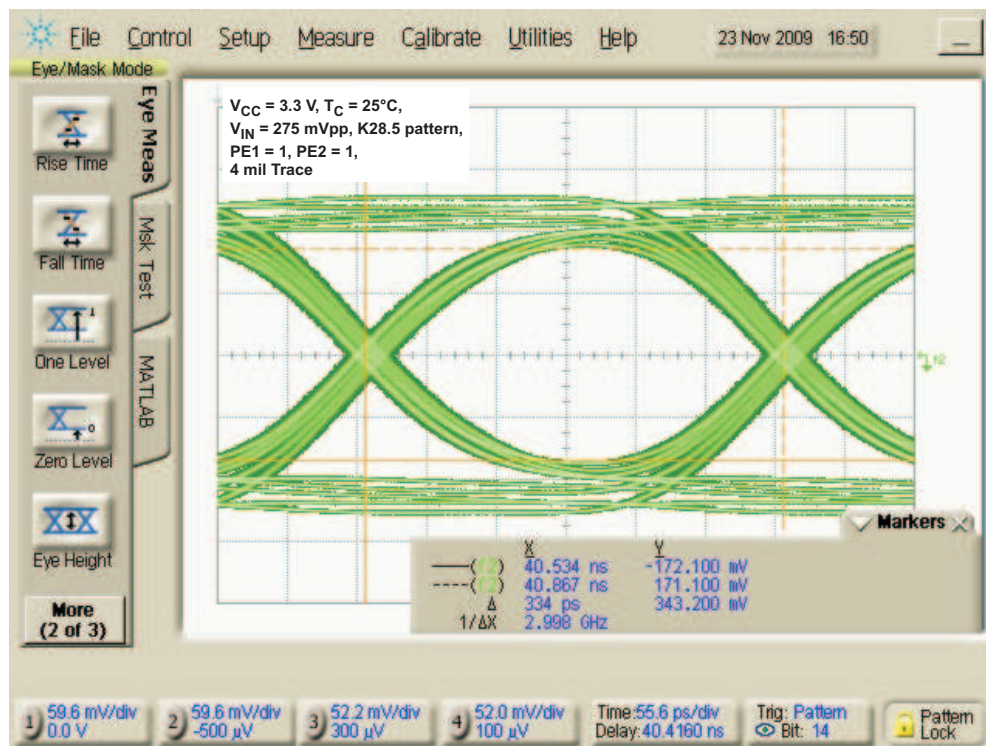 File Control Setup Measure Calibrate Utilities Help 23 Nov 2009 16:50
Eye/Mask Mode
Eye Meas
Msk Test
MATLAB
Rise Time
Fall Time
One Level
Zero Level
Eye Height
More
(2 of 3)
VCC = 3.3 V, TC = 25°C,
VIN = 275 mVpp, K28.5 pattern,
PE1 = 1, PE2 = 1,
4 mil Trace
f2
Markers
X Y
(f2) 40.534 ns -172.100 mV
(f2) 40.867 ns 171.100 mV
Δ 334 ps 343.200 mV
1/ΔX 2.998 GHz
1) 59.6 mV/div
0.0 V
2) 59.6 mV/div
-500 µV
3) 52.2 mV/div
300 µV
4) 52.0 mV/div
100 µV
Time:55.6 ps/div
Delay:40.4160 ns
Trig: Pattern
Bit: 14
Pattern
Lock